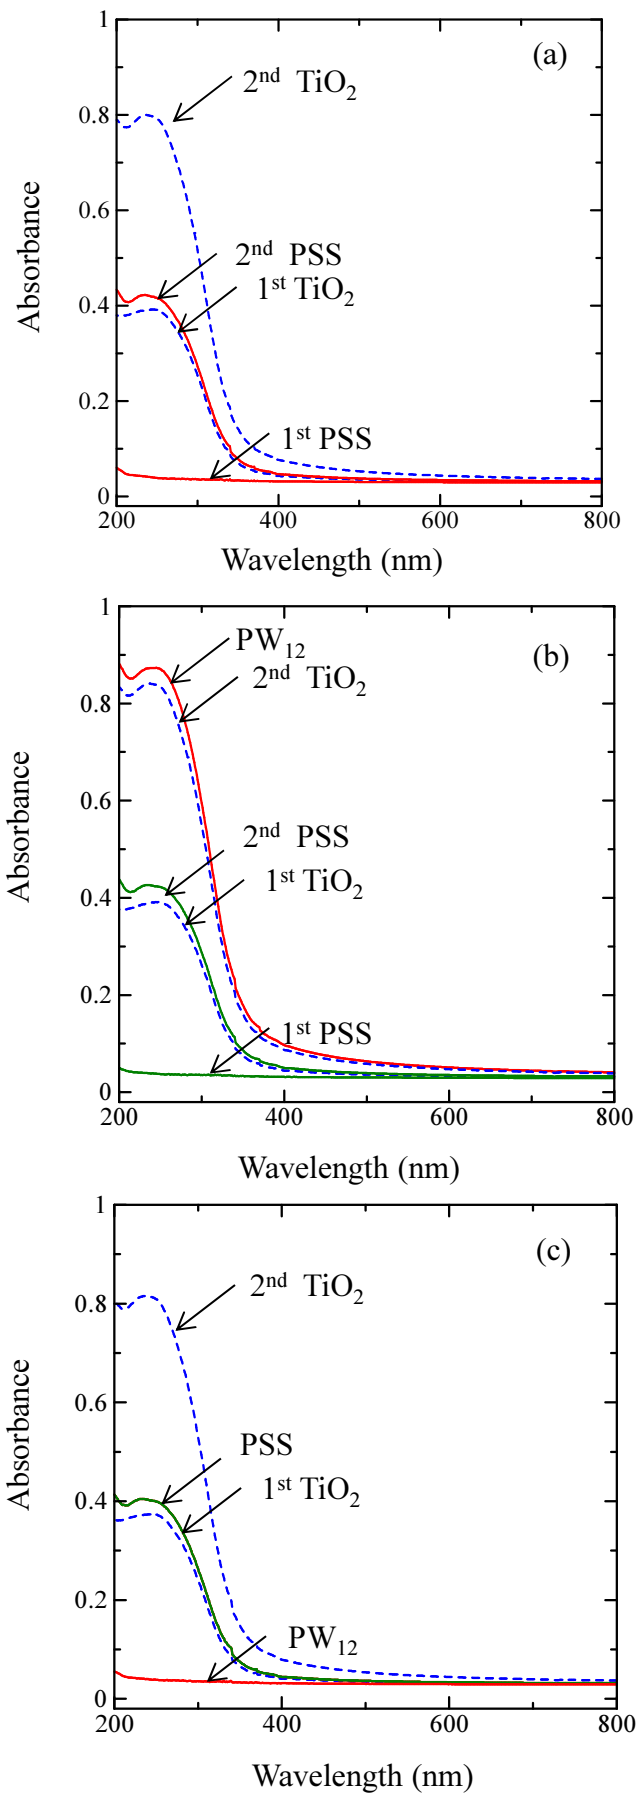 1
(a)
2nd TiO2
0.8
0.6
2nd PSS
1st TiO2
0.4
0.2
1st PSS
0
200 400 600 800
Absorbance
Wavelength (nm)
1
PW12
(b)
2nd TiO2
0.8
0.6
2nd PSS
1st TiO2
0.4
0.2
1st PSS
0
200 400 600 800
Absorbance
Wavelength (nm)
1
(c)
2nd TiO2
0.8
0.6
PSS
1st TiO2
0.4
0.2
PW12
0
200 400 600 800
Absorbance
Wavelength (nm)